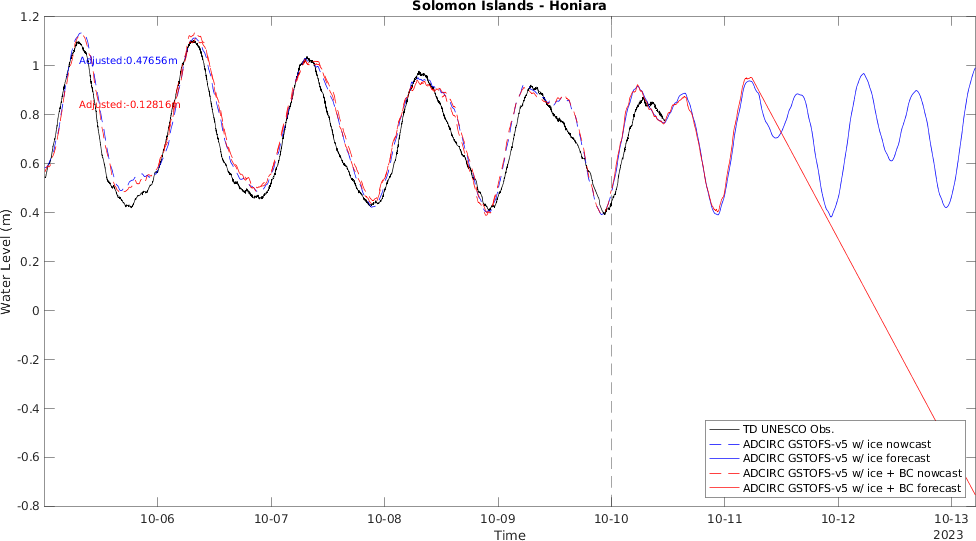 Solomon Islands - Honiara
1.2
1
0.8
0.6
0.4
0.2
0
-0.2
-0.4
-0.6
-0.8
Water Level (m)
Adjusted:0.47656m
Adjusted:-0.12816m
TD UNESCO Obs.
ADCIRC GSTOFS-v5 w/ ice nowcast
ADCIRC GSTOFS-v5 w/ ice forecast
ADCIRC GSTOFS-v5 w/ ice + BC nowcast
ADCIRC GSTOFS-v5 w/ ice + BC forecast
10-06 10-07 10-08 10-09 10-10 10-11 10-12 10-13
2023
Time